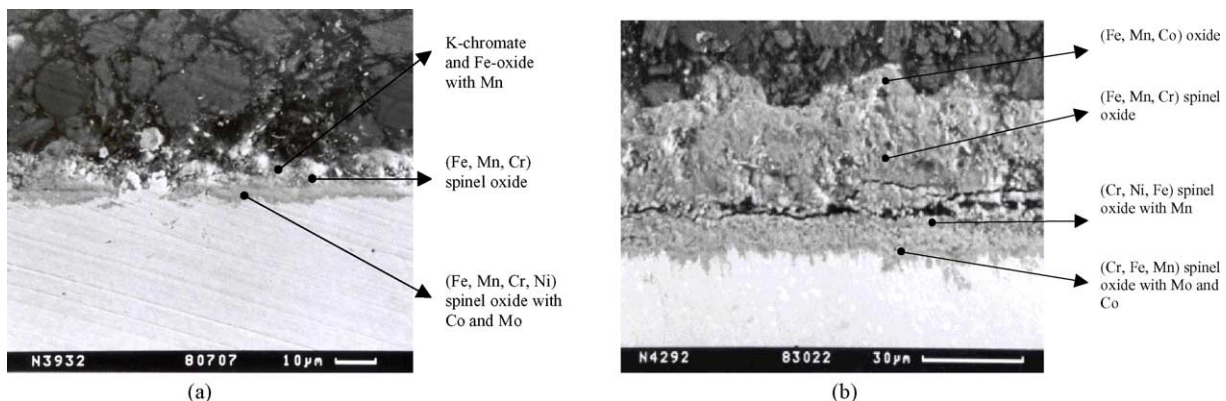 K-chromate
and Fe-oxide
with Mn
(Fe, Mn, Cr)
spinel oxide
(Fe, Mn, Cr, Ni)
spinel oxide with
Co and Mo
N3932 80707 10μm
(a)
(Fe, Mn, Co) oxide
(Fe, Mn, Cr) spinel
oxide
(Cr, Ni, Fe) spinel
oxide with Mn
(Cr, Fe, Mn) spinel
oxide with Mo and
Co
N4292 83022 30μm
(b)